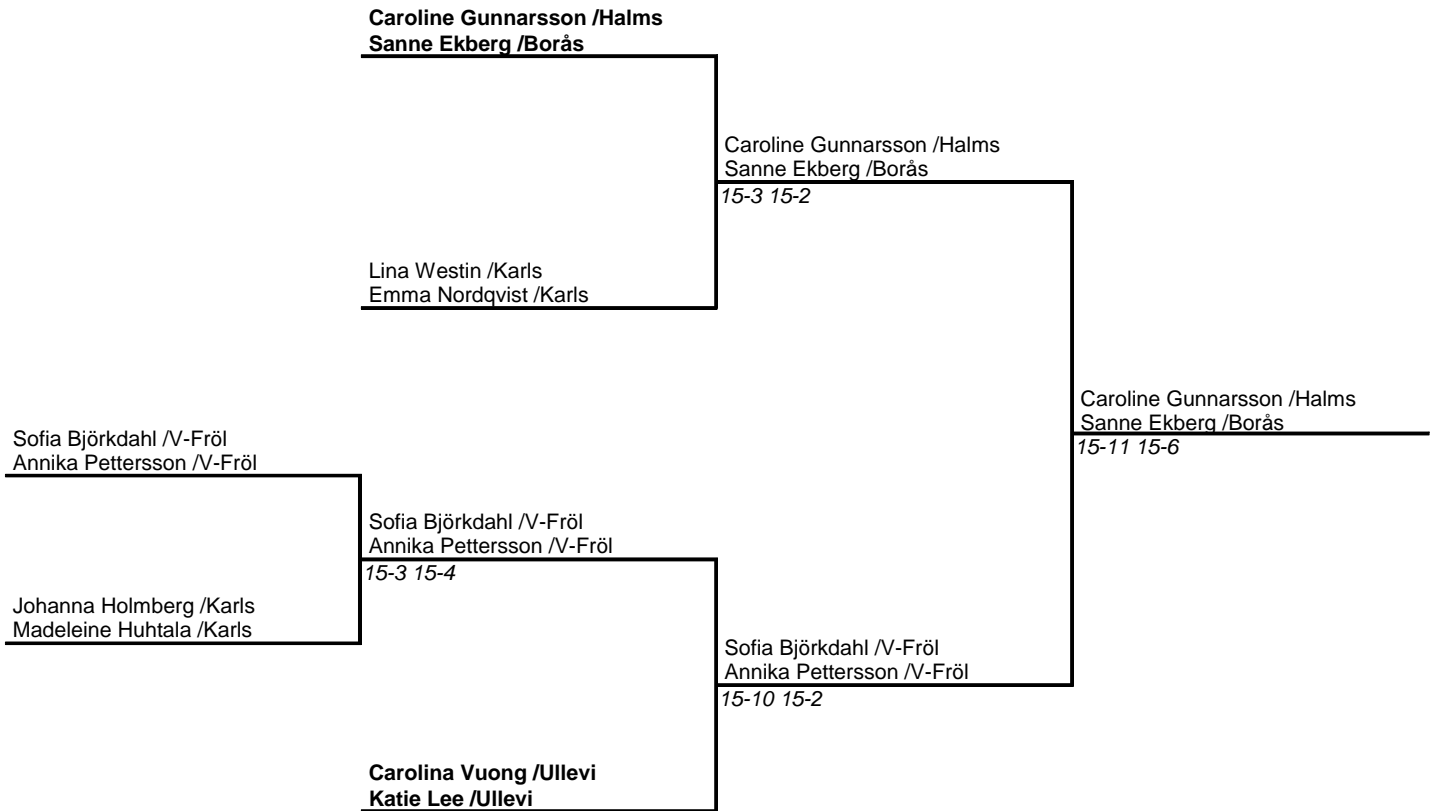 Caroline Gunnarsson /Halms
Sanne Ekberg /Borås
Caroline Gunnarsson /Halms
Sanne Ekberg /Borås
15-3 15-2
Lina Westin /Karls
Emma Nordqvist /Karls
Caroline Gunnarsson /Halms
Sanne Ekberg /Borås
15-11 15-6
Sofia Björkdahl /V-Fröl
Annika Pettersson /V-Fröl
Sofia Björkdahl /V-Fröl
Annika Pettersson /V-Fröl
15-3 15-4
Johanna Holmberg /Karls
Madeleine Huhtala /Karls
Sofia Björkdahl /V-Fröl
Annika Pettersson /V-Fröl
15-10 15-2
Carolina Vuong /Ullevi
Katie Lee /Ullevi